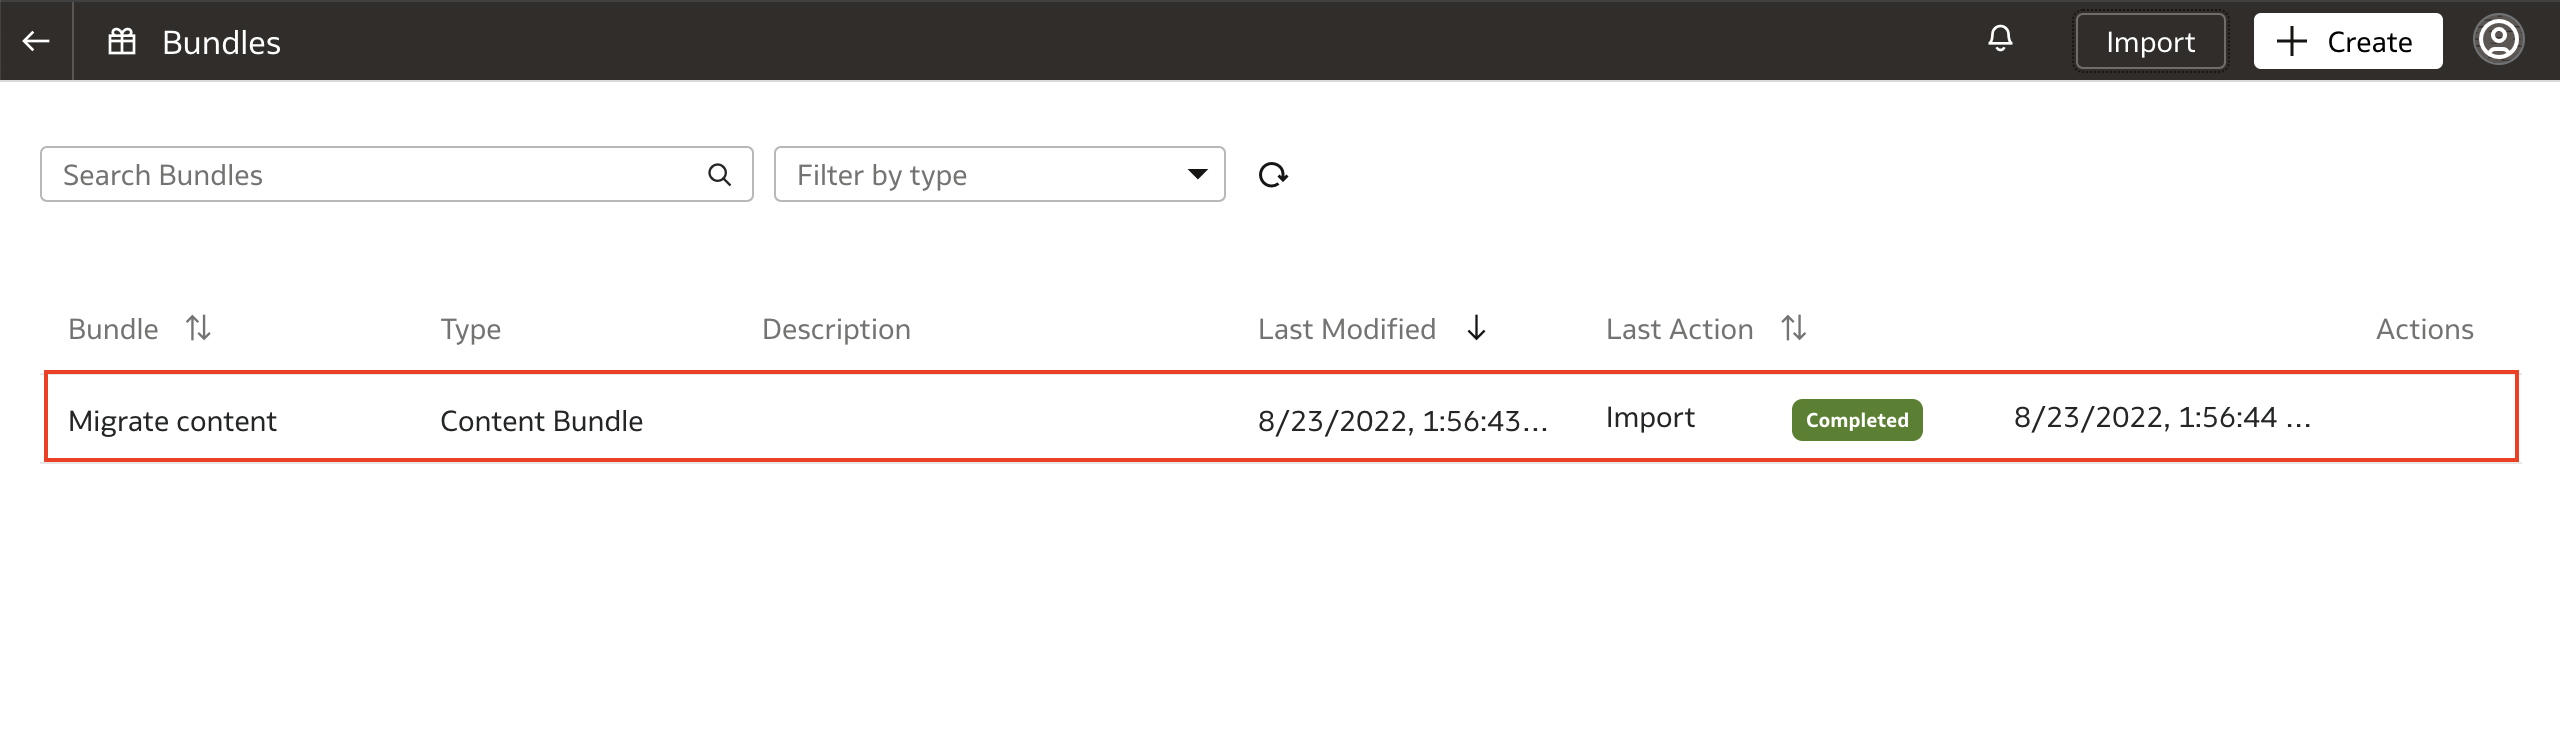 Bundles
Import
Create
Search Bundles
Filter by type
Bundle Type Description Last Modified Last Action Actions
Migrate content Content Bundle 8/23/2022, 1:56:43... Import Completed 8/23/2022, 1:56:44 ...